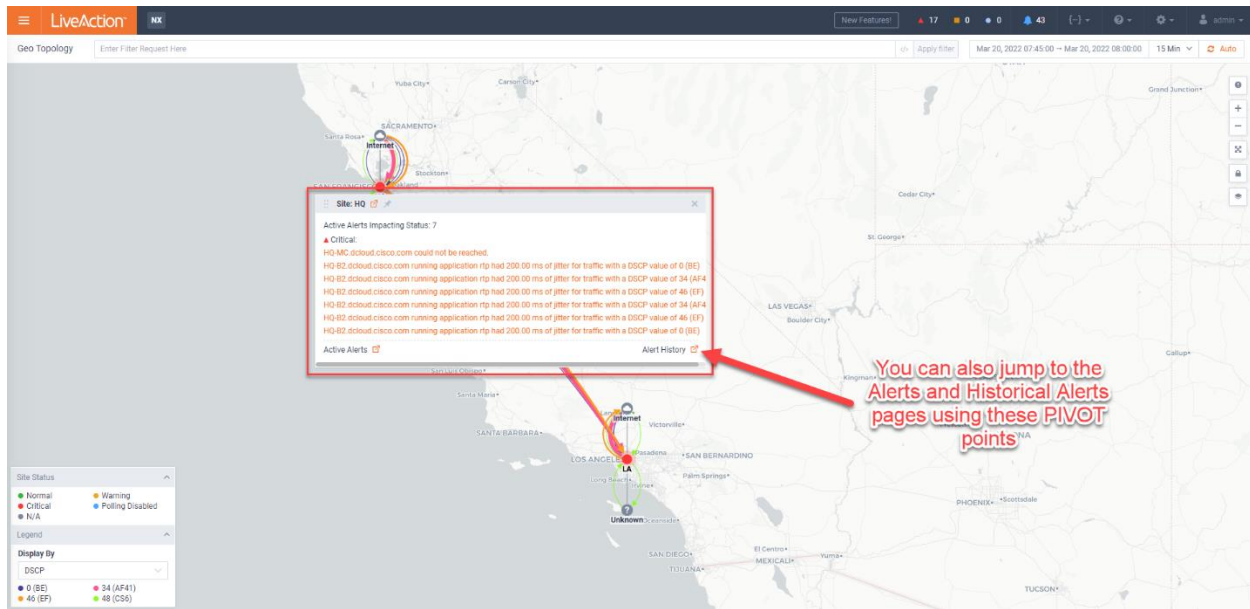 LiveAction NX New Features! 17 0 0 43 {-} admin
Geo Topology Enter Filter Request Here </> Apply filter Mar 20, 2022 07:45:00 → Mar 20, 2022 08:00:00 15 Min Auto
Yuba City
Carson City
Grand Junction
SACRAMENTO
Santa Rosa
Internet
Stockton
SAN FRANCISCO
Cedar City
St. George
Site: HQ
Active Alerts Impacting Status: 7
Critical:
HQ-MC.dcloud.cisco.com could not be reached.
HQ-B2.dcloud.cisco.com running application rtp had 200.00 ms of jitter for traffic with a DSCP value of 0 (BE)
HQ-B2.dcloud.cisco.com running application rtp had 200.00 ms of jitter for traffic with a DSCP value of 34 (AF4
HQ-B2.dcloud.cisco.com running application rtp had 200.00 ms of jitter for traffic with a DSCP value of 46 (EF)
HQ-B2.dcloud.cisco.com running application rtp had 200.00 ms of jitter for traffic with a DSCP value of 34 (AF4
HQ-B2.dcloud.cisco.com running application rtp had 200.00 ms of jitter for traffic with a DSCP value of 46 (EF)
HQ-B2.dcloud.cisco.com running application rtp had 200.00 ms of jitter for traffic with a DSCP value of 0 (BE)
Active Alerts Alert History
LAS VEGAS
Boulder City
Gallup
Kingman
You can also jump to the
Alerts and Historical Alerts
pages using these PIVOT
points
San Luis Obispo
Santa Maria
Internet
Victorville
SANTA BARBARA
Pasadena
SAN BERNARDINO
LOS ANGEL
LA
Long Beach
Irvine
Palm Springs
PHOENIX
Scottsdale
Unknown
Oceanside
SAN DIEGO
El Centro
MEXICALI
Yuma
TIJUANA
TUCSON
Site Status
Normal Warning
Critical Polling Disabled
N/A
Legend
Display By
DSCP
0 (BE) 34 (AF41)
46 (EF) 48 (CS6)